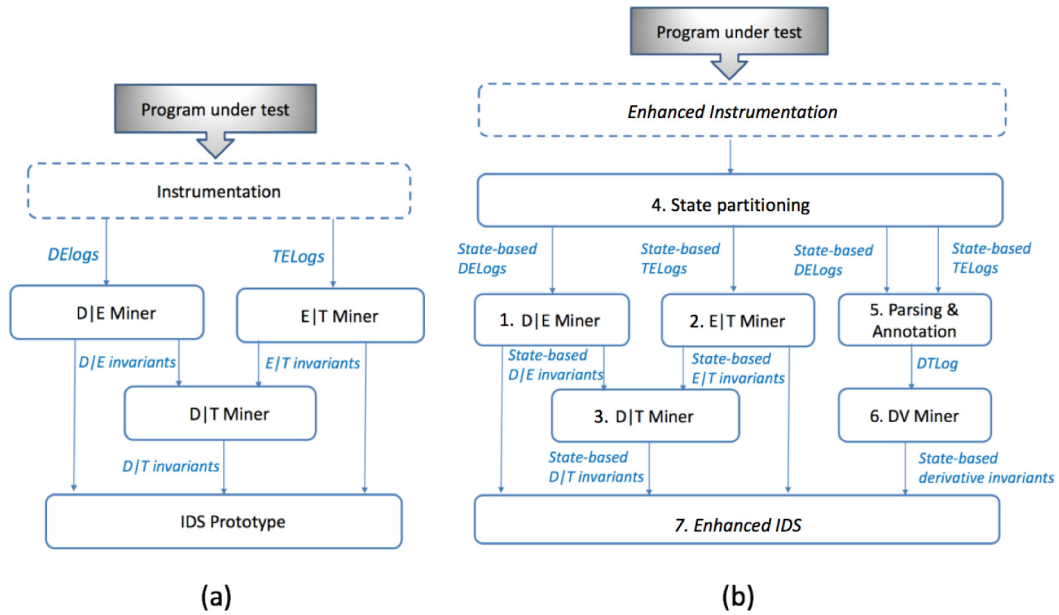 Program under test
Instrumentation
DElogs
TELogs
D|E Miner
E|T Miner
D|E invariants
E|T invariants
D|T Miner
D|T invariants
IDS Prototype
(a)
Program under test
Enhanced Instrumentation
4. State partitioning
State-based
DELogs
State-based
TELogs
State-based
DELogs
State-based
TELogs
1. D|E Miner
2. E|T Miner
5. Parsing &
Annotation
State-based
D|E invariants
State-based
E|T invariants
DTLog
3. D|T Miner
6. DV Miner
State-based
D|T invariants
State-based
derivative invariants
7. Enhanced IDS
(b)